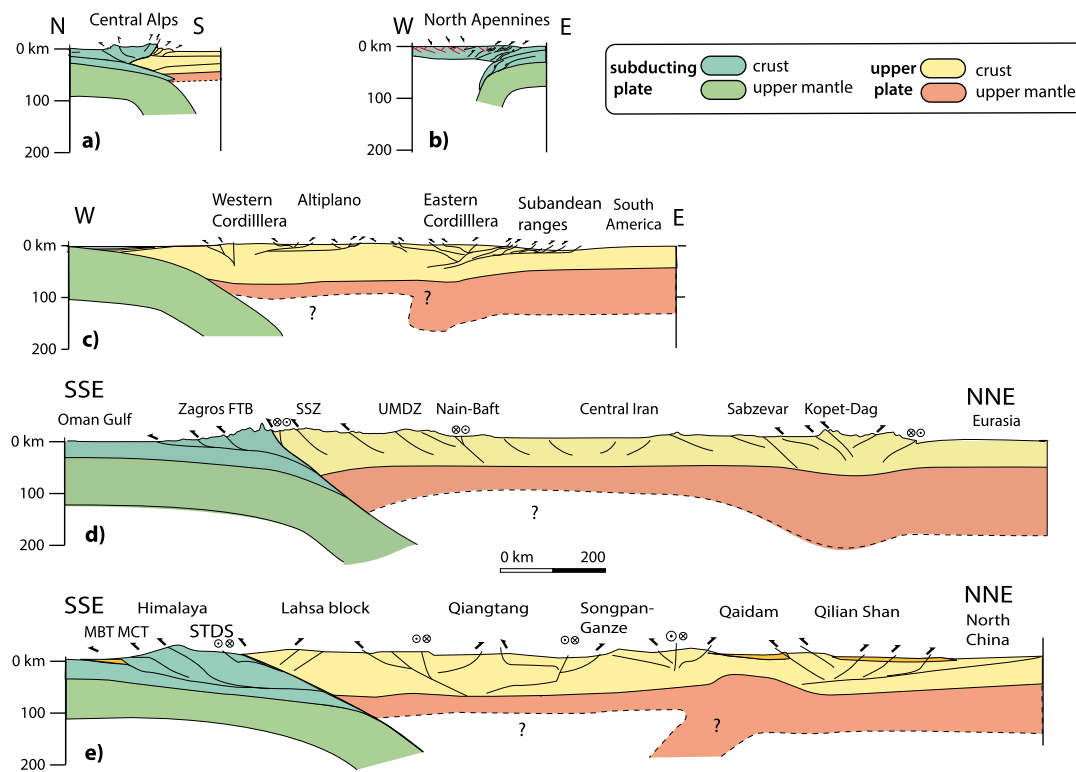 N Central Alps S
0 km
100
200
a)
W North Apennines E
0 km
100
200
b)
subducting plate
crust
upper mantle
upper plate
crust
upper mantle
W
Western Cordilllera
Altiplano
Eastern Cordilllera
Subandean ranges
South America
E
0 km
100
200
?
?
c)
SSE
NNE
Oman Gulf
Zagros FTB
SSZ
UMDZ
Nain-Baft
Central Iran
Sabzevar
Kopet-Dag
Eurasia
0 km
100
200
?
d)
0 km 200
SSE
NNE
Himalaya
Lahsa block
Qiangtang
Songpan-
Ganze
Qaidam
Qilian Shan
North
China
MBT MCT
STDS
0 km
100
200
?
?
e)